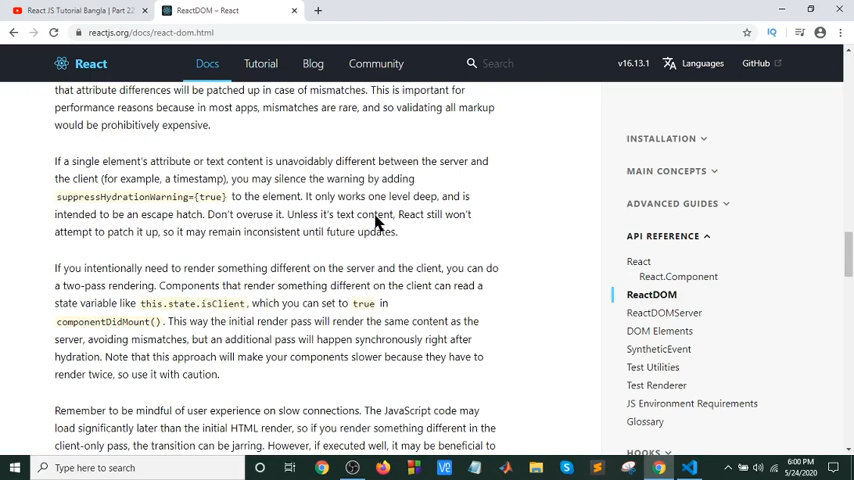 React JS Tutorial Bangla | Part 22
ReactDOM – React
reactjs.org/docs/react-dom.html
IQ
React
Docs
Tutorial
Blog
Community
Search
v16.13.1
Languages
GitHub
that attribute differences will be patched up in case of mismatches. This is important for
performance reasons because in most apps, mismatches are rare, and so validating all markup
would be prohibitively expensive.
If a single element's attribute or text content is unavoidably different between the server and
the client (for example, a timestamp), you may silence the warning by adding
suppressHydrationWarning={true} to the element. It only works one level deep, and is
intended to be an escape hatch. Don't overuse it. Unless it's text content, React still won't
attempt to patch it up, so it may remain inconsistent until future updates.
If you intentionally need to render something different on the server and the client, you can do
a two-pass rendering. Components that render something different on the client can read a
state variable like this.state.isClient, which you can set to true in
componentDidMount(). This way the initial render pass will render the same content as the
server, avoiding mismatches, but an additional pass will happen synchronously right after
hydration. Note that this approach will make your components slower because they have to
render twice, so use it with caution.
Remember to be mindful of user experience on slow connections. The JavaScript code may
load significantly later than the initial HTML render, so if you render something different in the
client-only pass, the transition can be jarring. However, if executed well, it may be beneficial to
INSTALLATION
MAIN CONCEPTS
ADVANCED GUIDES
API REFERENCE
React
React.Component
ReactDOM
ReactDOMServer
DOM Elements
SyntheticEvent
Test Utilities
Test Renderer
JS Environment Requirements
Glossary
HOOKS
Type here to search
6:00 PM
5/24/2020